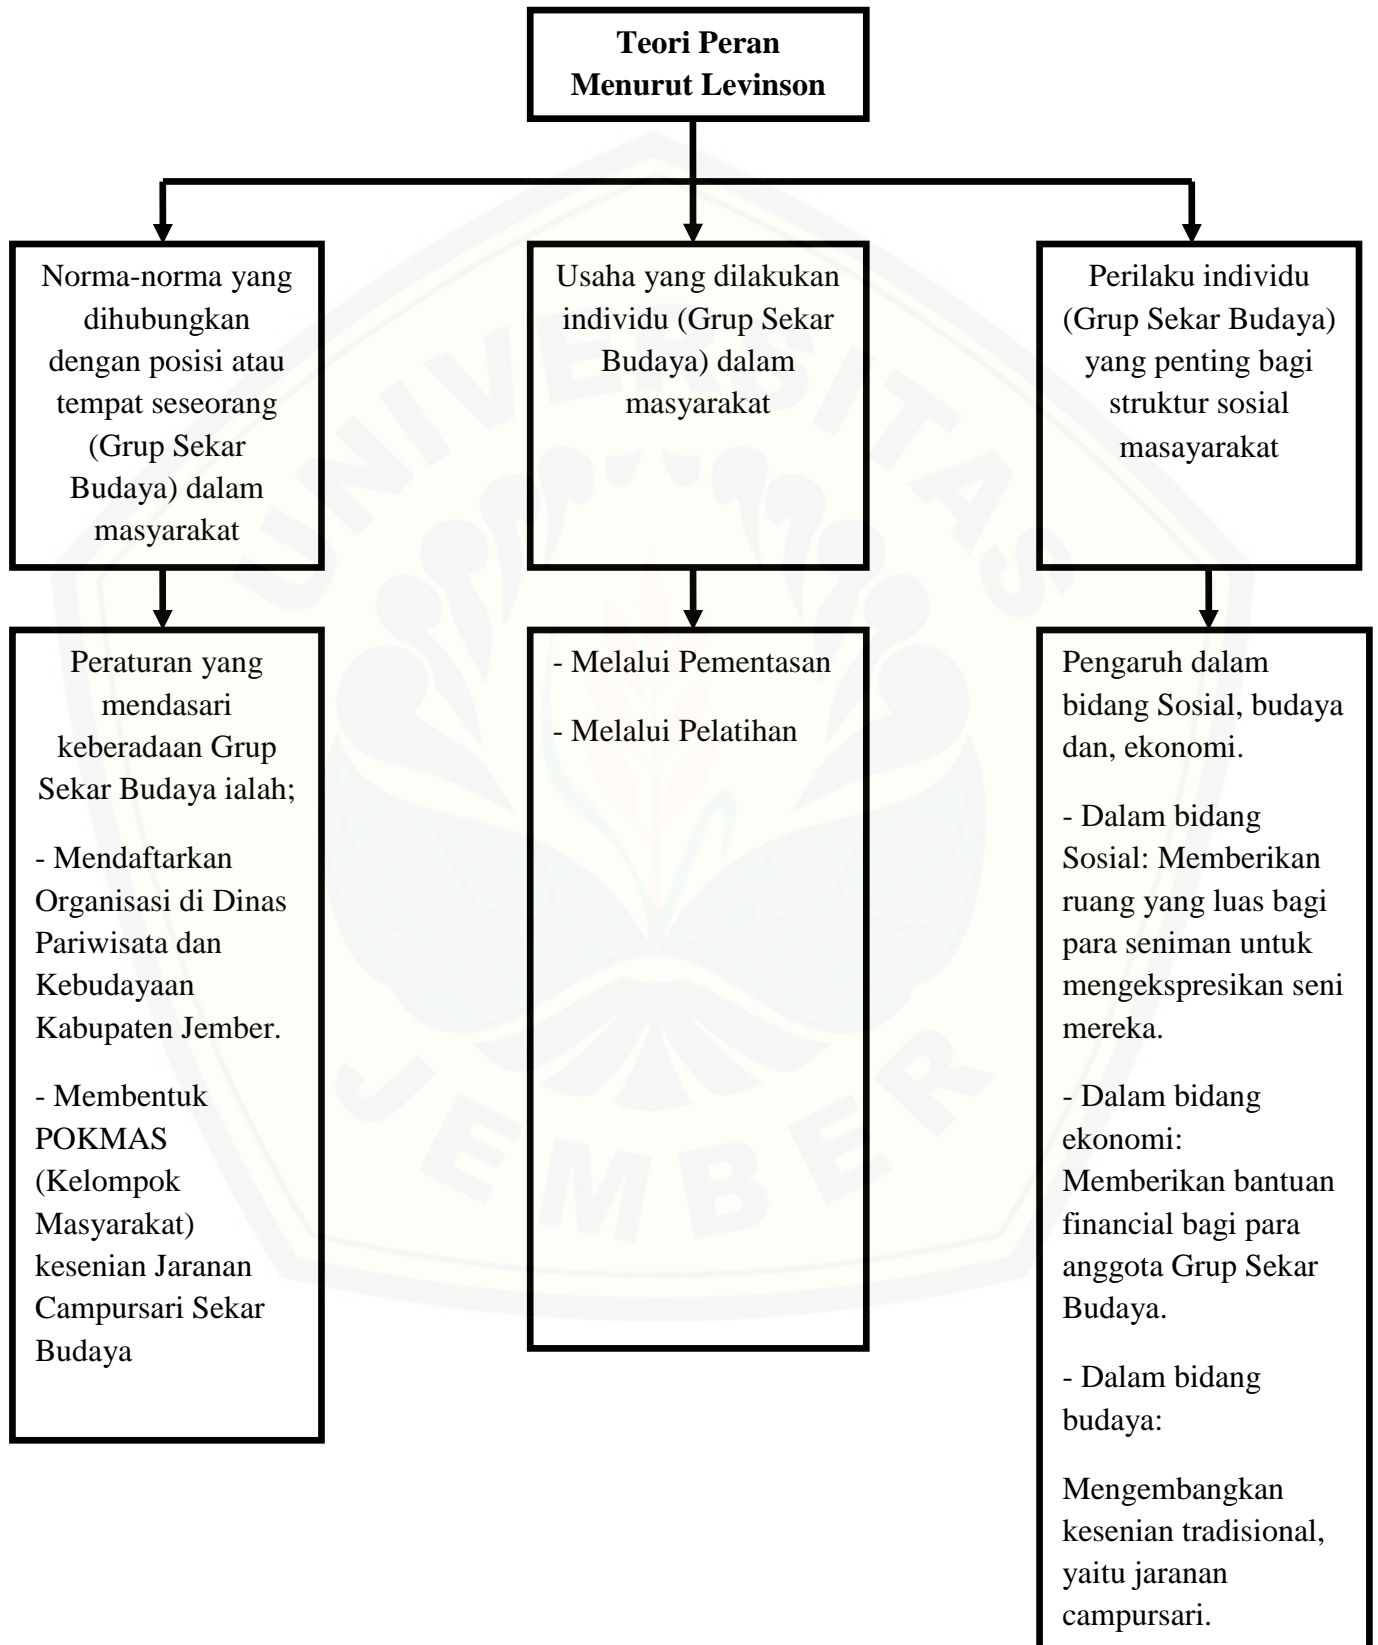 Teori Peran
Menurut Levinson
Norma-norma yang
dihubungkan
dengan posisi atau
tempat seseorang
(Grup Sekar
Budaya) dalam
masyarakat
Usaha yang dilakukan
individu (Grup Sekar
Budaya) dalam
masyarakat
Perilaku individu
(Grup Sekar Budaya)
yang penting bagi
struktur sosial
masayarakat
Peraturan yang
mendasari
keberadaan Grup
Sekar Budaya ialah;
- Mendaftarkan
Organisasi di Dinas
Pariwisata dan
Kebudayaan
Kabupaten Jember.
- Membentuk
POKMAS
(Kelompok
Masyarakat)
kesenian Jaranan
Campursari Sekar
Budaya
- Melalui Pementasan
- Melalui Pelatihan
Pengaruh dalam
bidang Sosial, budaya
dan, ekonomi.
- Dalam bidang
Sosial: Memberikan
ruang yang luas bagi
para seniman untuk
mengekspresikan seni
mereka.
- Dalam bidang
ekonomi:
Memberikan bantuan
financial bagi para
anggota Grup Sekar
Budaya.
- Dalam bidang
budaya:
Mengembangkan
kesenian tradisional,
yaitu jaranan
campursari.
UNIVERSITAS
JEMBER